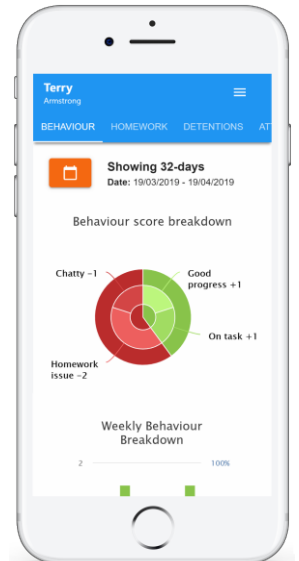 Terry
Armstrong
BEHAVIOUR HOMEWORK DETENTIONS AT
Showing 32-days
Date: 19/03/2019 - 19/04/2019
Behaviour score breakdown
Chatty −1
Good
progress +1
On task +1
Homework
issue −2
Weekly Behaviour
Breakdown
2 100%